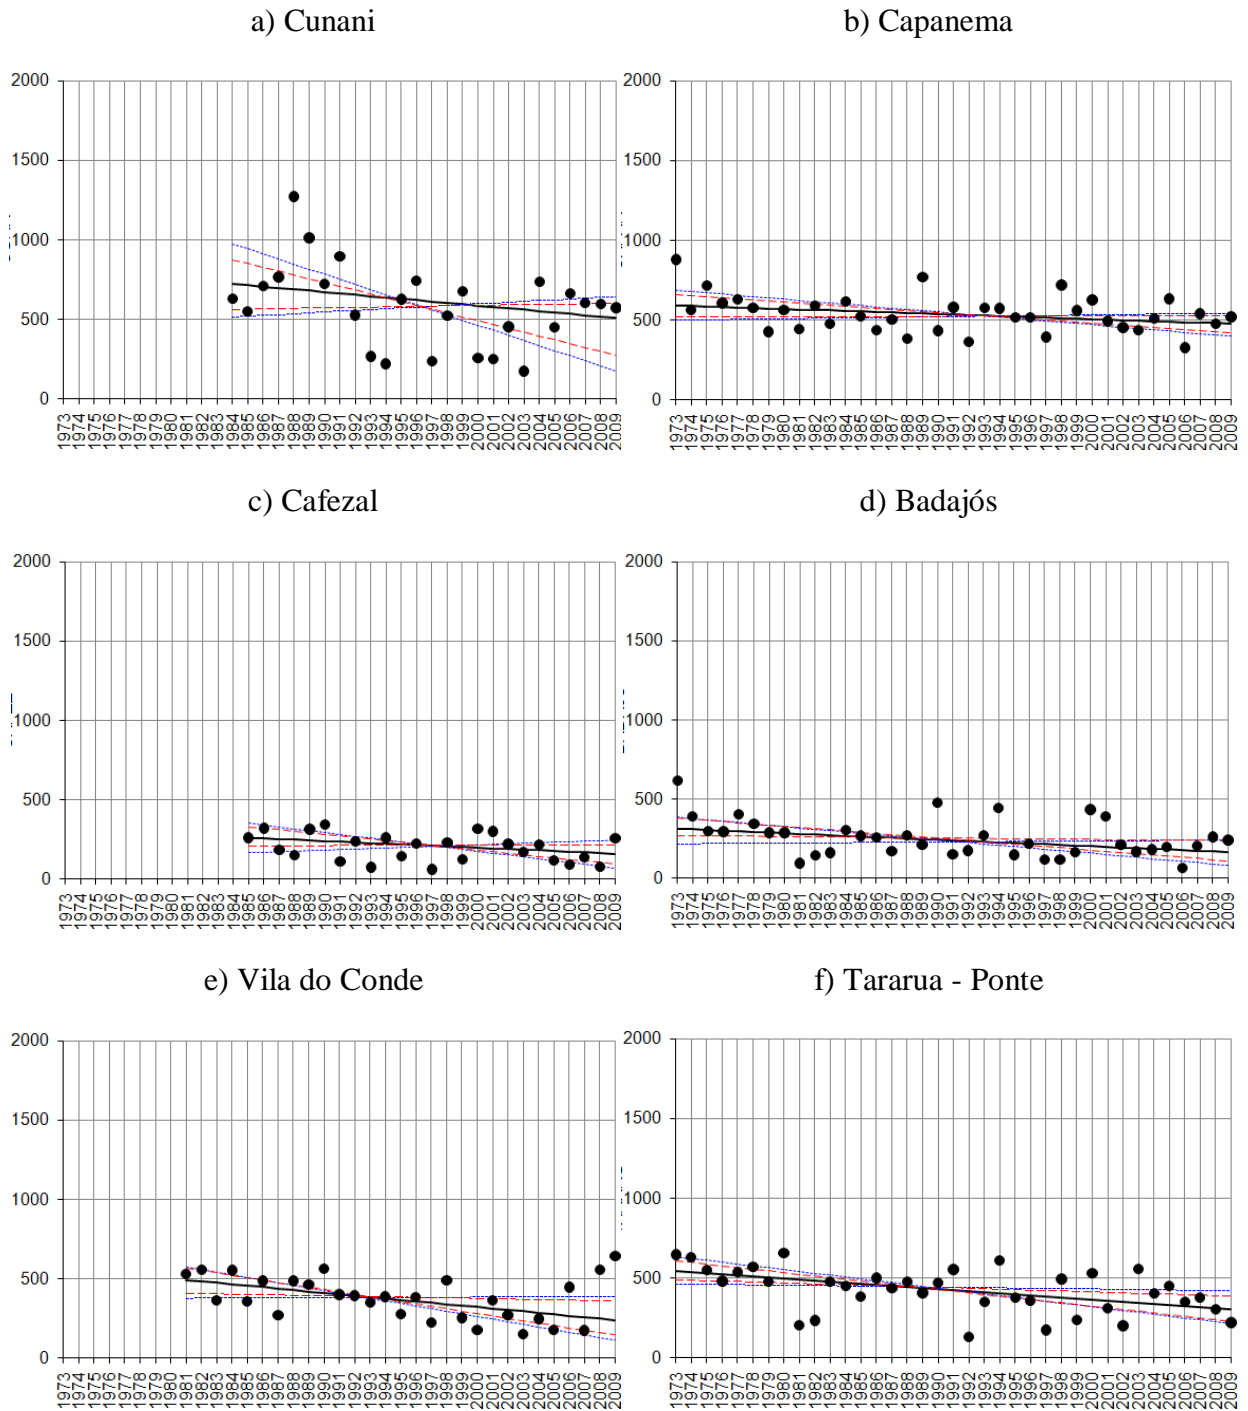 a) Cunani
b) Capanema
2000
1500
1000
500
0
1973 1974 1975 1976 1977 1978 1979 1980 1981 1982 1983 1984 1985 1986 1987 1988 1989 1990 1991 1992 1993 1994 1995 1996 1997 1998 1999 2000 2001 2002 2003 2004 2005 2006 2007 2008 2009
2000
1500
1000
500
0
1973 1974 1975 1976 1977 1978 1979 1980 1981 1982 1983 1984 1985 1986 1987 1988 1989 1990 1991 1992 1993 1994 1995 1996 1997 1998 1999 2000 2001 2002 2003 2004 2005 2006 2007 2008 2009
c) Cafezal
d) Badajós
2000
1500
1000
500
0
1973 1974 1975 1976 1977 1978 1979 1980 1981 1982 1983 1984 1985 1986 1987 1988 1989 1990 1991 1992 1993 1994 1995 1996 1997 1998 1999 2000 2001 2002 2003 2004 2005 2006 2007 2008 2009
2000
1500
1000
500
0
1973 1974 1975 1976 1977 1978 1979 1980 1981 1982 1983 1984 1985 1986 1987 1988 1989 1990 1991 1992 1993 1994 1995 1996 1997 1998 1999 2000 2001 2002 2003 2004 2005 2006 2007 2008 2009
e) Vila do Conde
f) Tararua - Ponte
2000
1500
1000
500
0
1973 1974 1975 1976 1977 1978 1979 1980 1981 1982 1983 1984 1985 1986 1987 1988 1989 1990 1991 1992 1993 1994 1995 1996 1997 1998 1999 2000 2001 2002 2003 2004 2005 2006 2007 2008 2009
2000
1500
1000
500
0
1973 1974 1975 1976 1977 1978 1979 1980 1981 1982 1983 1984 1985 1986 1987 1988 1989 1990 1991 1992 1993 1994 1995 1996 1997 1998 1999 2000 2001 2002 2003 2004 2005 2006 2007 2008 2009